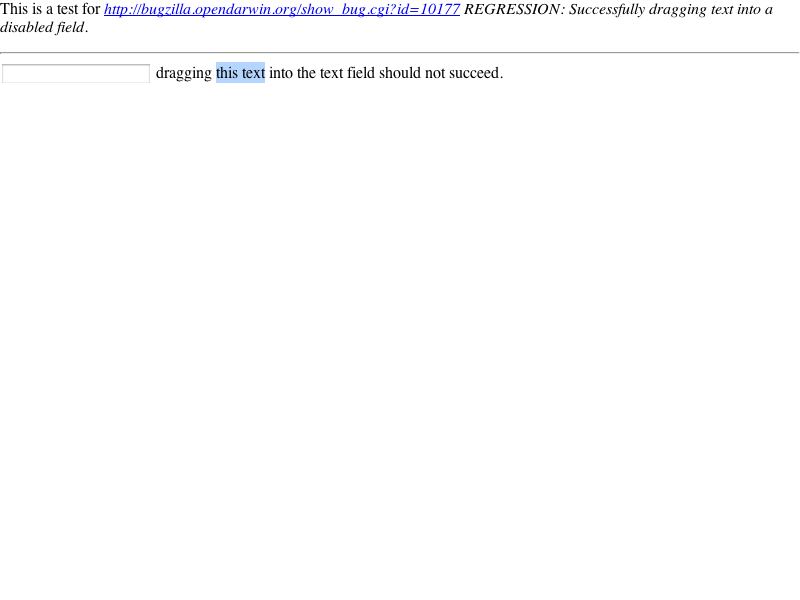 This is a test for http://bugzilla.opendarwin.org/show_bug.cgi?id=10177 REGRESSION: Successfully dragging text into a
disabled field.
dragging this text into the text field should not succeed.